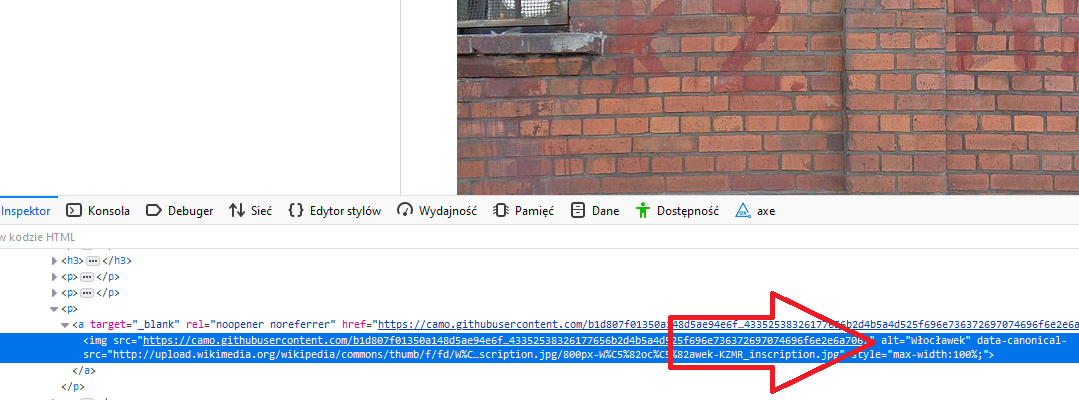 KZM
Inspektor Konsola Debuger Sieć Edytor stylów Wydajność Pamięć Dane Dostępność axe
w kodzie HTML
<h3> ••• </h3>
<p> ••• </p>
<p> ••• </p>
<p>
<a target="_blank" rel="noopener noreferrer" href="https://camo.githubusercontent.com/b1d807f01350a148d5ae94e6f…43352538326177656b2d4b5a4d525f696e736372697074696f6e2e6a
<img src="https://camo.githubusercontent.com/b1d807f01350a148d5ae94e6f…43352538326177656b2d4b5a4d525f696e736372697074696f6e2e6a706 alt="Włocławek" data-canonical-
src="http://upload.wikimedia.org/wikipedia/commons/thumb/f/fd/W%C…scription.jpg/800px-W%C5%82oc%C5%82awek-KZMR_inscription.jpg" style="max-width:100%;">
</a>
</p>